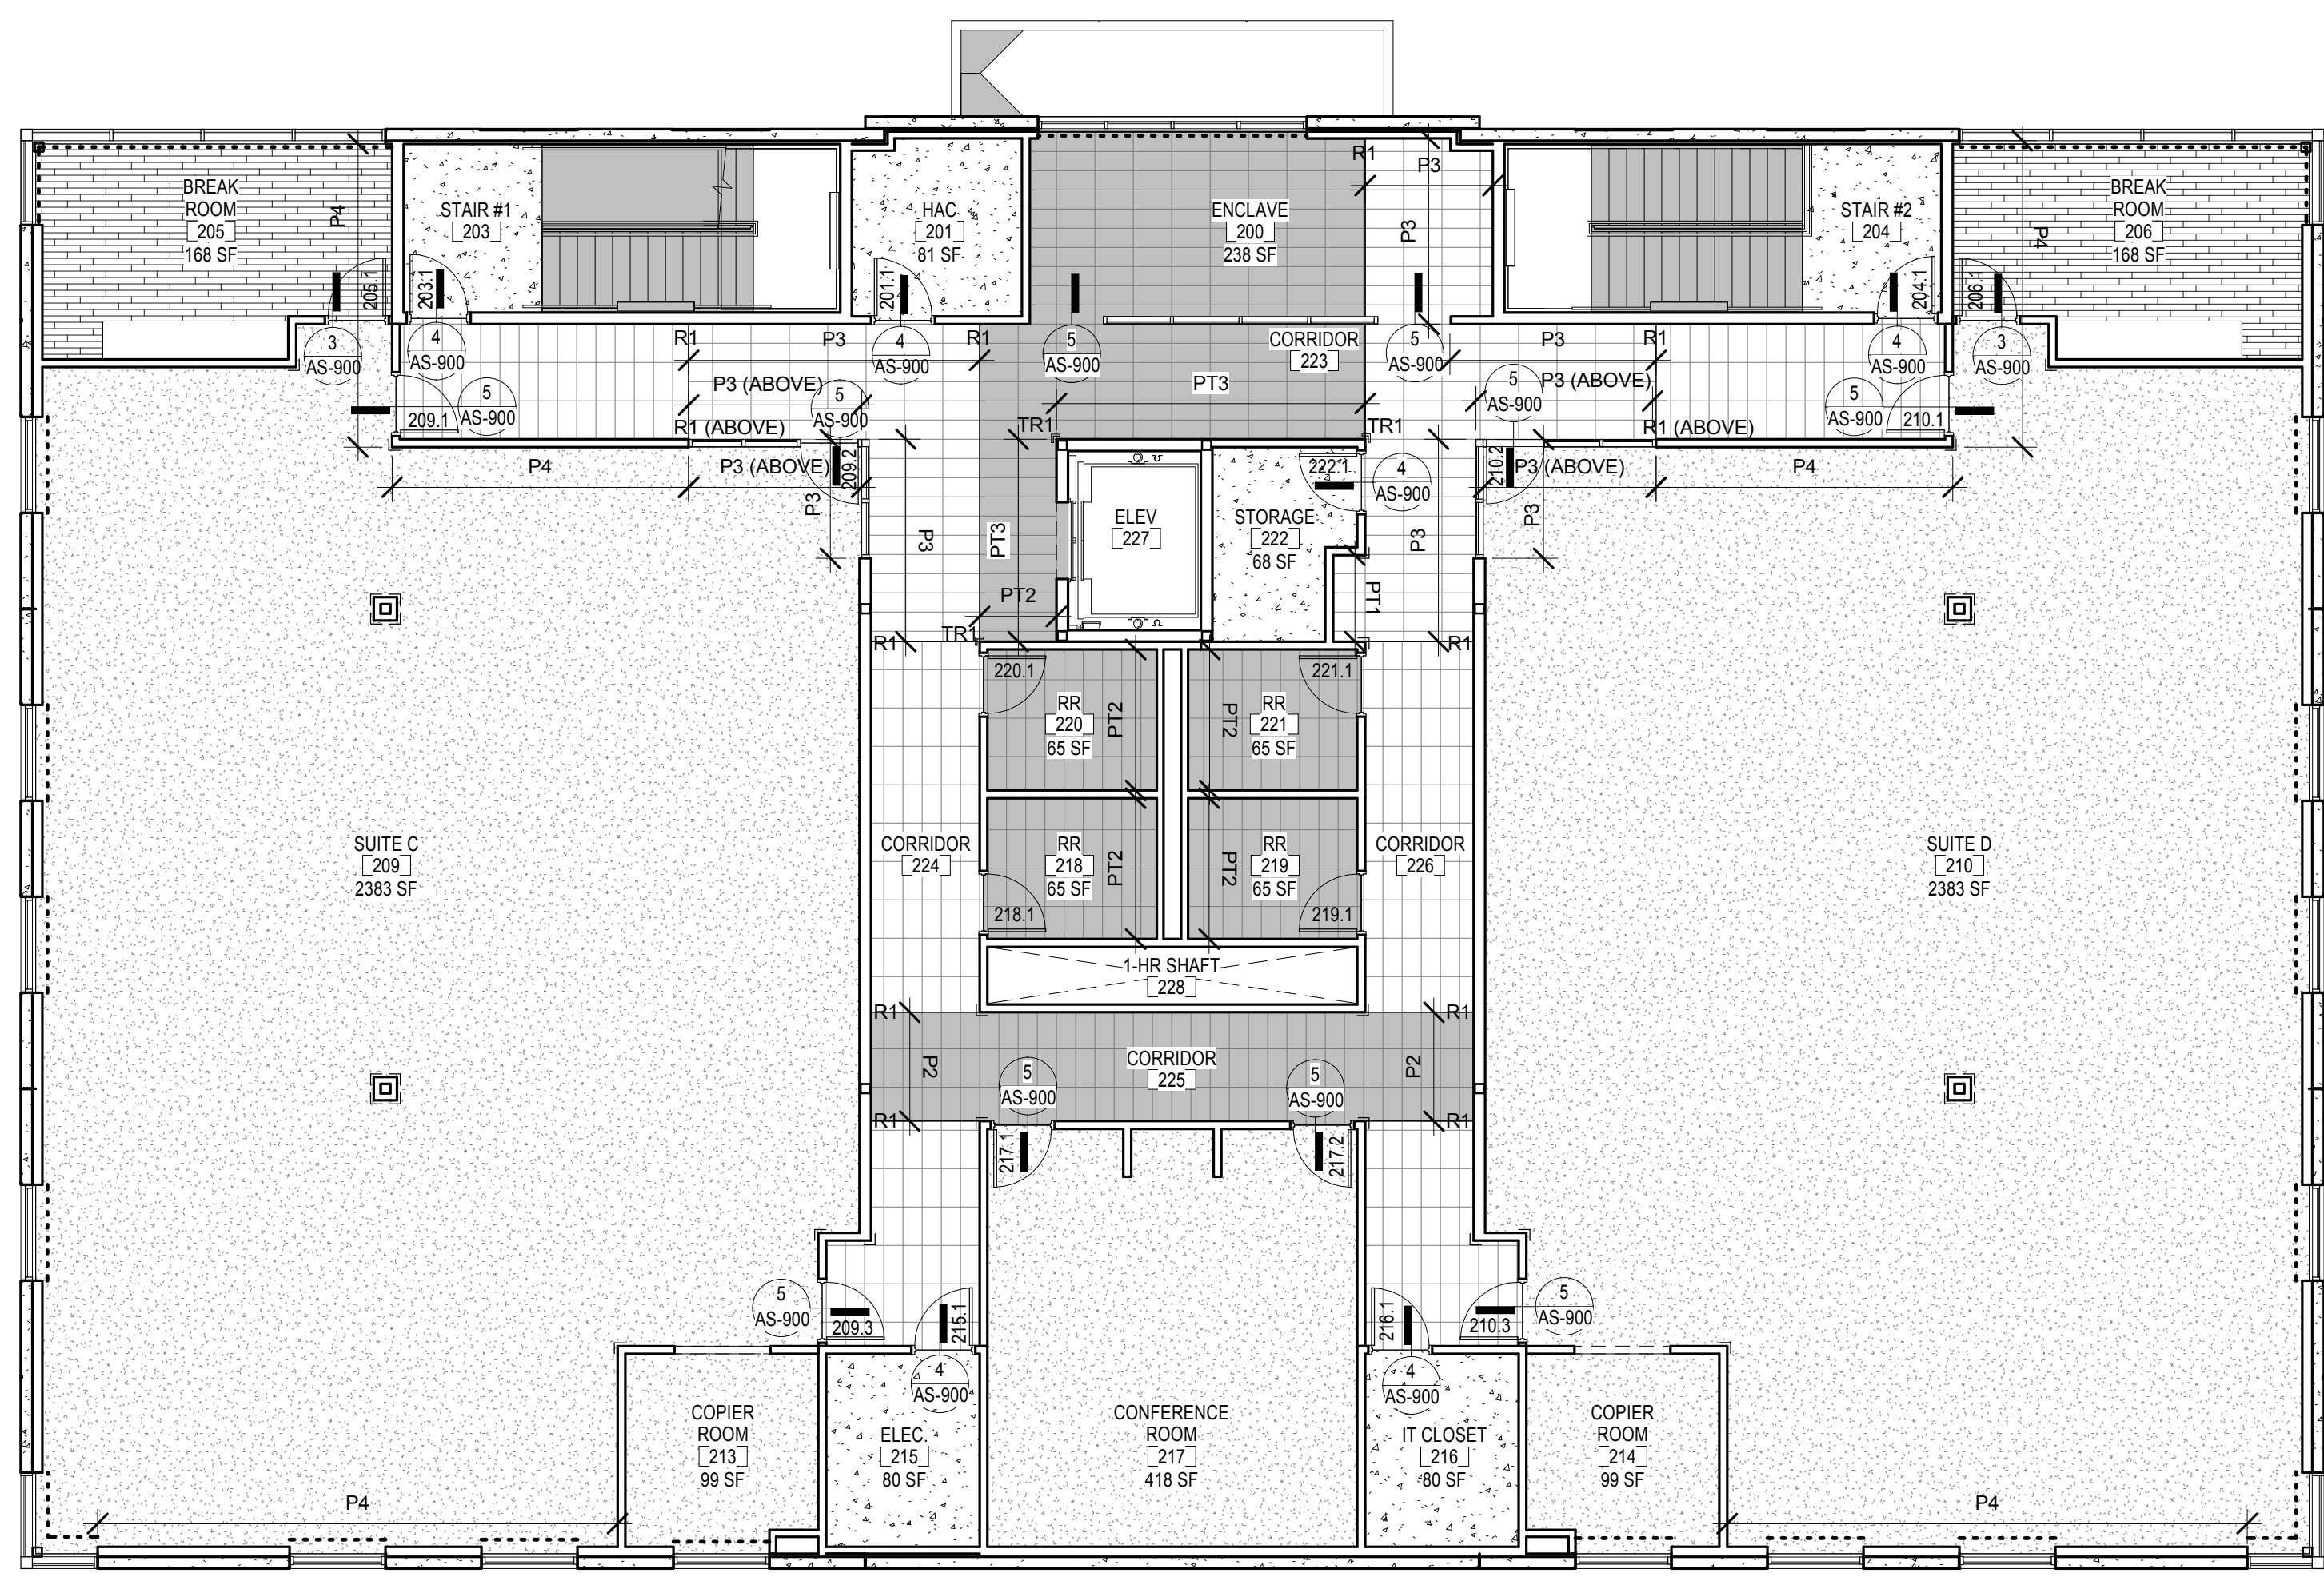 R1
P3
BREAK
ROOM
205
168 SF
P4
STAIR #1
203
HAC
201
81 SF
ENCLAVE
200
238 SF
P3
STAIR #2
204
BREAK
ROOM
206
168 SF
P4
205.1
203.1
201.1
204.1
206.1
3
AS-900
4
AS-900
R1
P3
4
AS-900
R1
5
AS-900
CORRIDOR
223
5
AS-900
P3
R1
4
AS-900
3
AS-900
P3 (ABOVE)
5
AS-900
PT3
5
AS-900
P3 (ABOVE)
5
AS-900
209.1
5
AS-900
210.1
R1 (ABOVE)
TR1
TR1
R1 (ABOVE)
P4
P3 (ABOVE)
209.2
222.1
4
AS-900
210.2
P3 (ABOVE)
P4
P3
P3
PT3
ELEV
227
STORAGE
222
68 SF
P3
P3
PT2
PT1
TR1
R1
R1
220.1
221.1
RR
220
65 SF
PT2
PT2
RR
221
65 SF
SUITE C
209
2383 SF
CORRIDOR
224
RR
218
65 SF
PT2
PT2
RR
219
65 SF
CORRIDOR
226
SUITE D
210
2383 SF
218.1
219.1
1-HR SHAFT
228
R1
R1
P2
5
AS-900
CORRIDOR
225
5
AS-900
P2
R1
R1
217.1
217.2
5
AS-900
209.3
215.1
216.1
210.3
5
AS-900
4
AS-900
4
AS-900
COPIER
ROOM
213
99 SF
ELEC.
215
80 SF
CONFERENCE
ROOM
217
418 SF
IT CLOSET
216
80 SF
COPIER
ROOM
214
99 SF
P4
P4